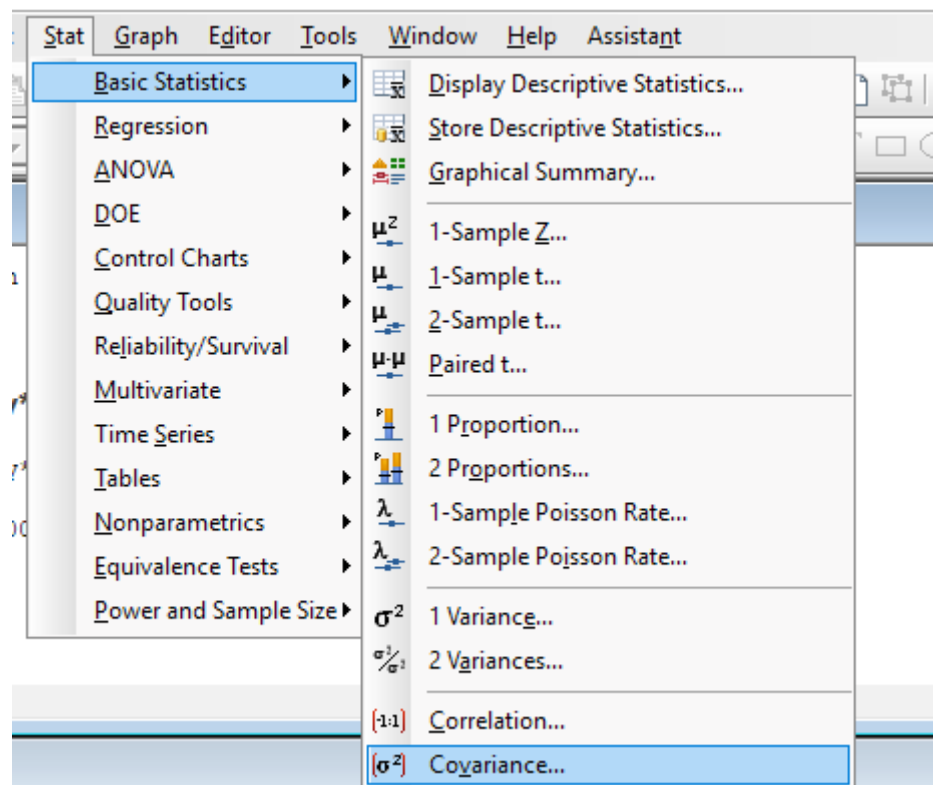 Stat Graph Editor Tools Window Help Assistant
Basic Statistics
Regression
ANOVA
DOE
Control Charts
Quality Tools
Reliability/Survival
Multivariate
Time Series
Tables
Nonparametrics
Equivalence Tests
Power and Sample Size
Display Descriptive Statistics...
Store Descriptive Statistics...
Graphical Summary...
1-Sample Z...
1-Sample t...
2-Sample t...
Paired t...
1 Proportion...
2 Proportions...
1-Sample Poisson Rate...
2-Sample Poisson Rate...
σ² 1 Variance...
2 Variances...
Correlation...
Covariance...